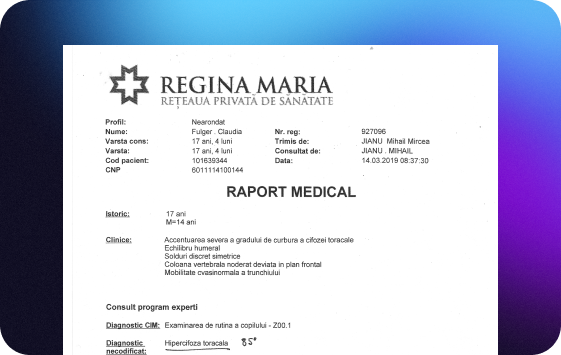 REGINA MARIA
REȚEAUA PRIVATĂ DE SĂNĂTATE
Profil: Nearondat
Nume: Fulger . Claudia Nr. reg: 927096
Varsta cons: 17 ani, 4 luni Trimis de: JIANU Mihail Mircea
Varsta: 17 ani, 4 luni Consultat de: JIANU . MIHAIL
Cod pacient: 101639344 Data: 14.03.2019 08:37:30
CNP 6011114100144
RAPORT MEDICAL
Istoric: 17 ani
M=14 ani
Clinice: Accentuarea severa a gradului de curbura a cifozei toracale
Echilibru humeral
Solduri discret simetrice
Coloana vertebrala noderat deviata in plan frontal
Mobilitate cvasinormala a trunchiului
Consult program experti
Diagnostic CIM: Examinarea de rutina a copilului - Z00.1
Diagnostic Hipercifoza toracala 85°
necodificat: